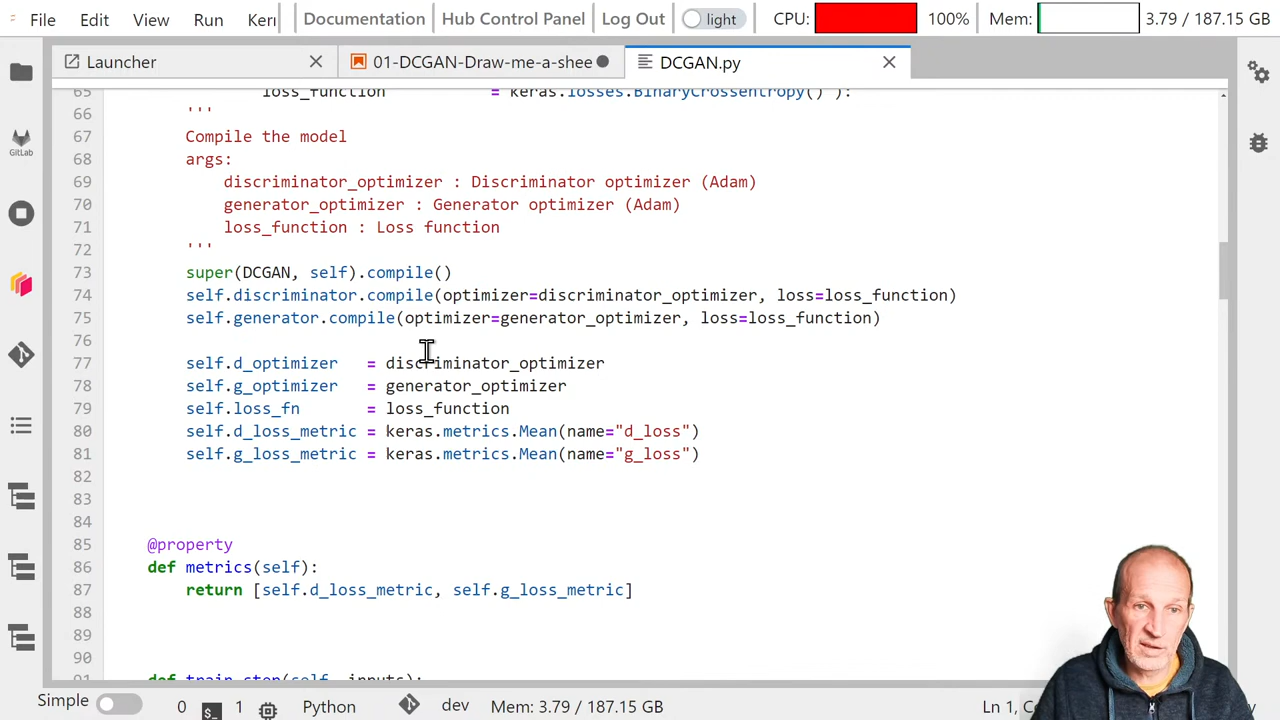 File Edit View Run Kerr Documentation Hub Control Panel Log Out light CPU: 100% Mem: 3.79 / 187.15 GB
Launcher 01-DCGAN-Draw-me-a-shee DCGAN.py
65 loss_function = keras.losses.BinaryCrossentropy() ):
66 '''
67 Compile the model
68 args:
69 discriminator_optimizer : Discriminator optimizer (Adam)
70 generator_optimizer : Generator optimizer (Adam)
71 loss_function : Loss function
72 '''
73 super(DCGAN, self).compile()
74 self.discriminator.compile(optimizer=discriminator_optimizer, loss=loss_function)
75 self.generator.compile(optimizer=generator_optimizer, loss=loss_function)
76
77 self.d_optimizer = discriminator_optimizer
78 self.g_optimizer = generator_optimizer
79 self.loss_fn = loss_function
80 self.d_loss_metric = keras.metrics.Mean(name="d_loss")
81 self.g_loss_metric = keras.metrics.Mean(name="g_loss")
82
83
84
85 @property
86 def metrics(self):
87 return [self.d_loss_metric, self.g_loss_metric]
88
89
90
91 def train_step(self, inputs):
GitLab
Simple 0 1 Python dev Mem: 3.79 / 187.15 GB Ln 1,